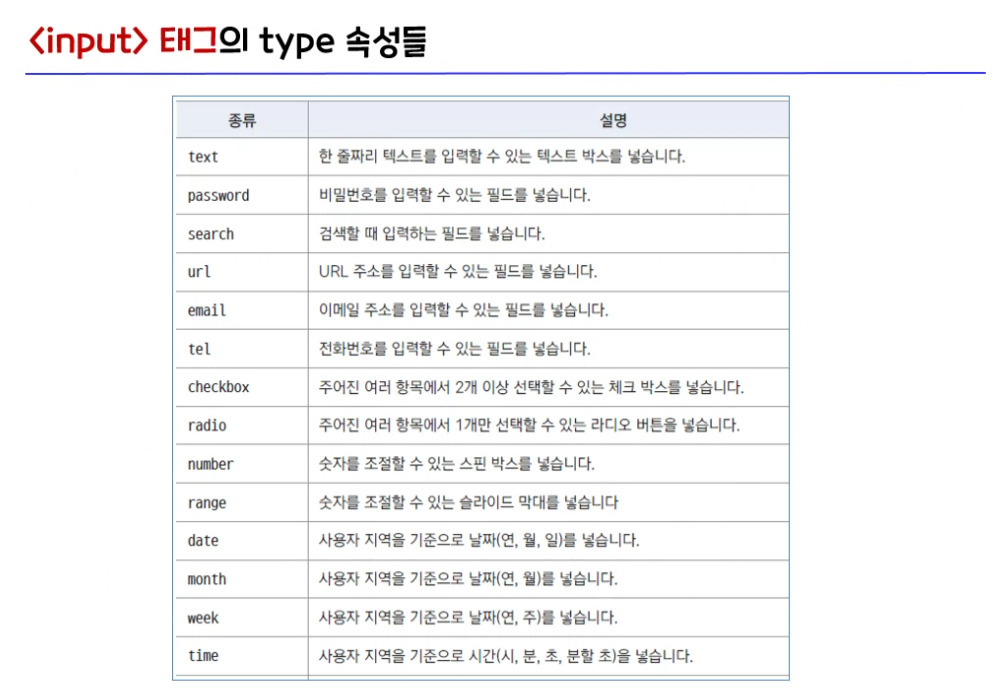 <input> 태그의 type 속성들
종류 설명
text 한 줄짜리 텍스트를 입력할 수 있는 텍스트 박스를 넣습니다.
password 비밀번호를 입력할 수 있는 필드를 넣습니다.
search 검색할 때 입력하는 필드를 넣습니다.
url URL 주소를 입력할 수 있는 필드를 넣습니다.
email 이메일 주소를 입력할 수 있는 필드를 넣습니다.
tel 전화번호를 입력할 수 있는 필드를 넣습니다.
checkbox 주어진 여러 항목에서 2개 이상 선택할 수 있는 체크 박스를 넣습니다.
radio 주어진 여러 항목에서 1개만 선택할 수 있는 라디오 버튼을 넣습니다.
number 숫자를 조절할 수 있는 스핀 박스를 넣습니다.
range 숫자를 조절할 수 있는 슬라이드 막대를 넣습니다
date 사용자 지역을 기준으로 날짜(연, 월, 일)를 넣습니다.
month 사용자 지역을 기준으로 날짜(연, 월)를 넣습니다.
week 사용자 지역을 기준으로 날짜(연, 주)를 넣습니다.
time 사용자 지역을 기준으로 시간(시, 분, 초, 분할 초)을 넣습니다.